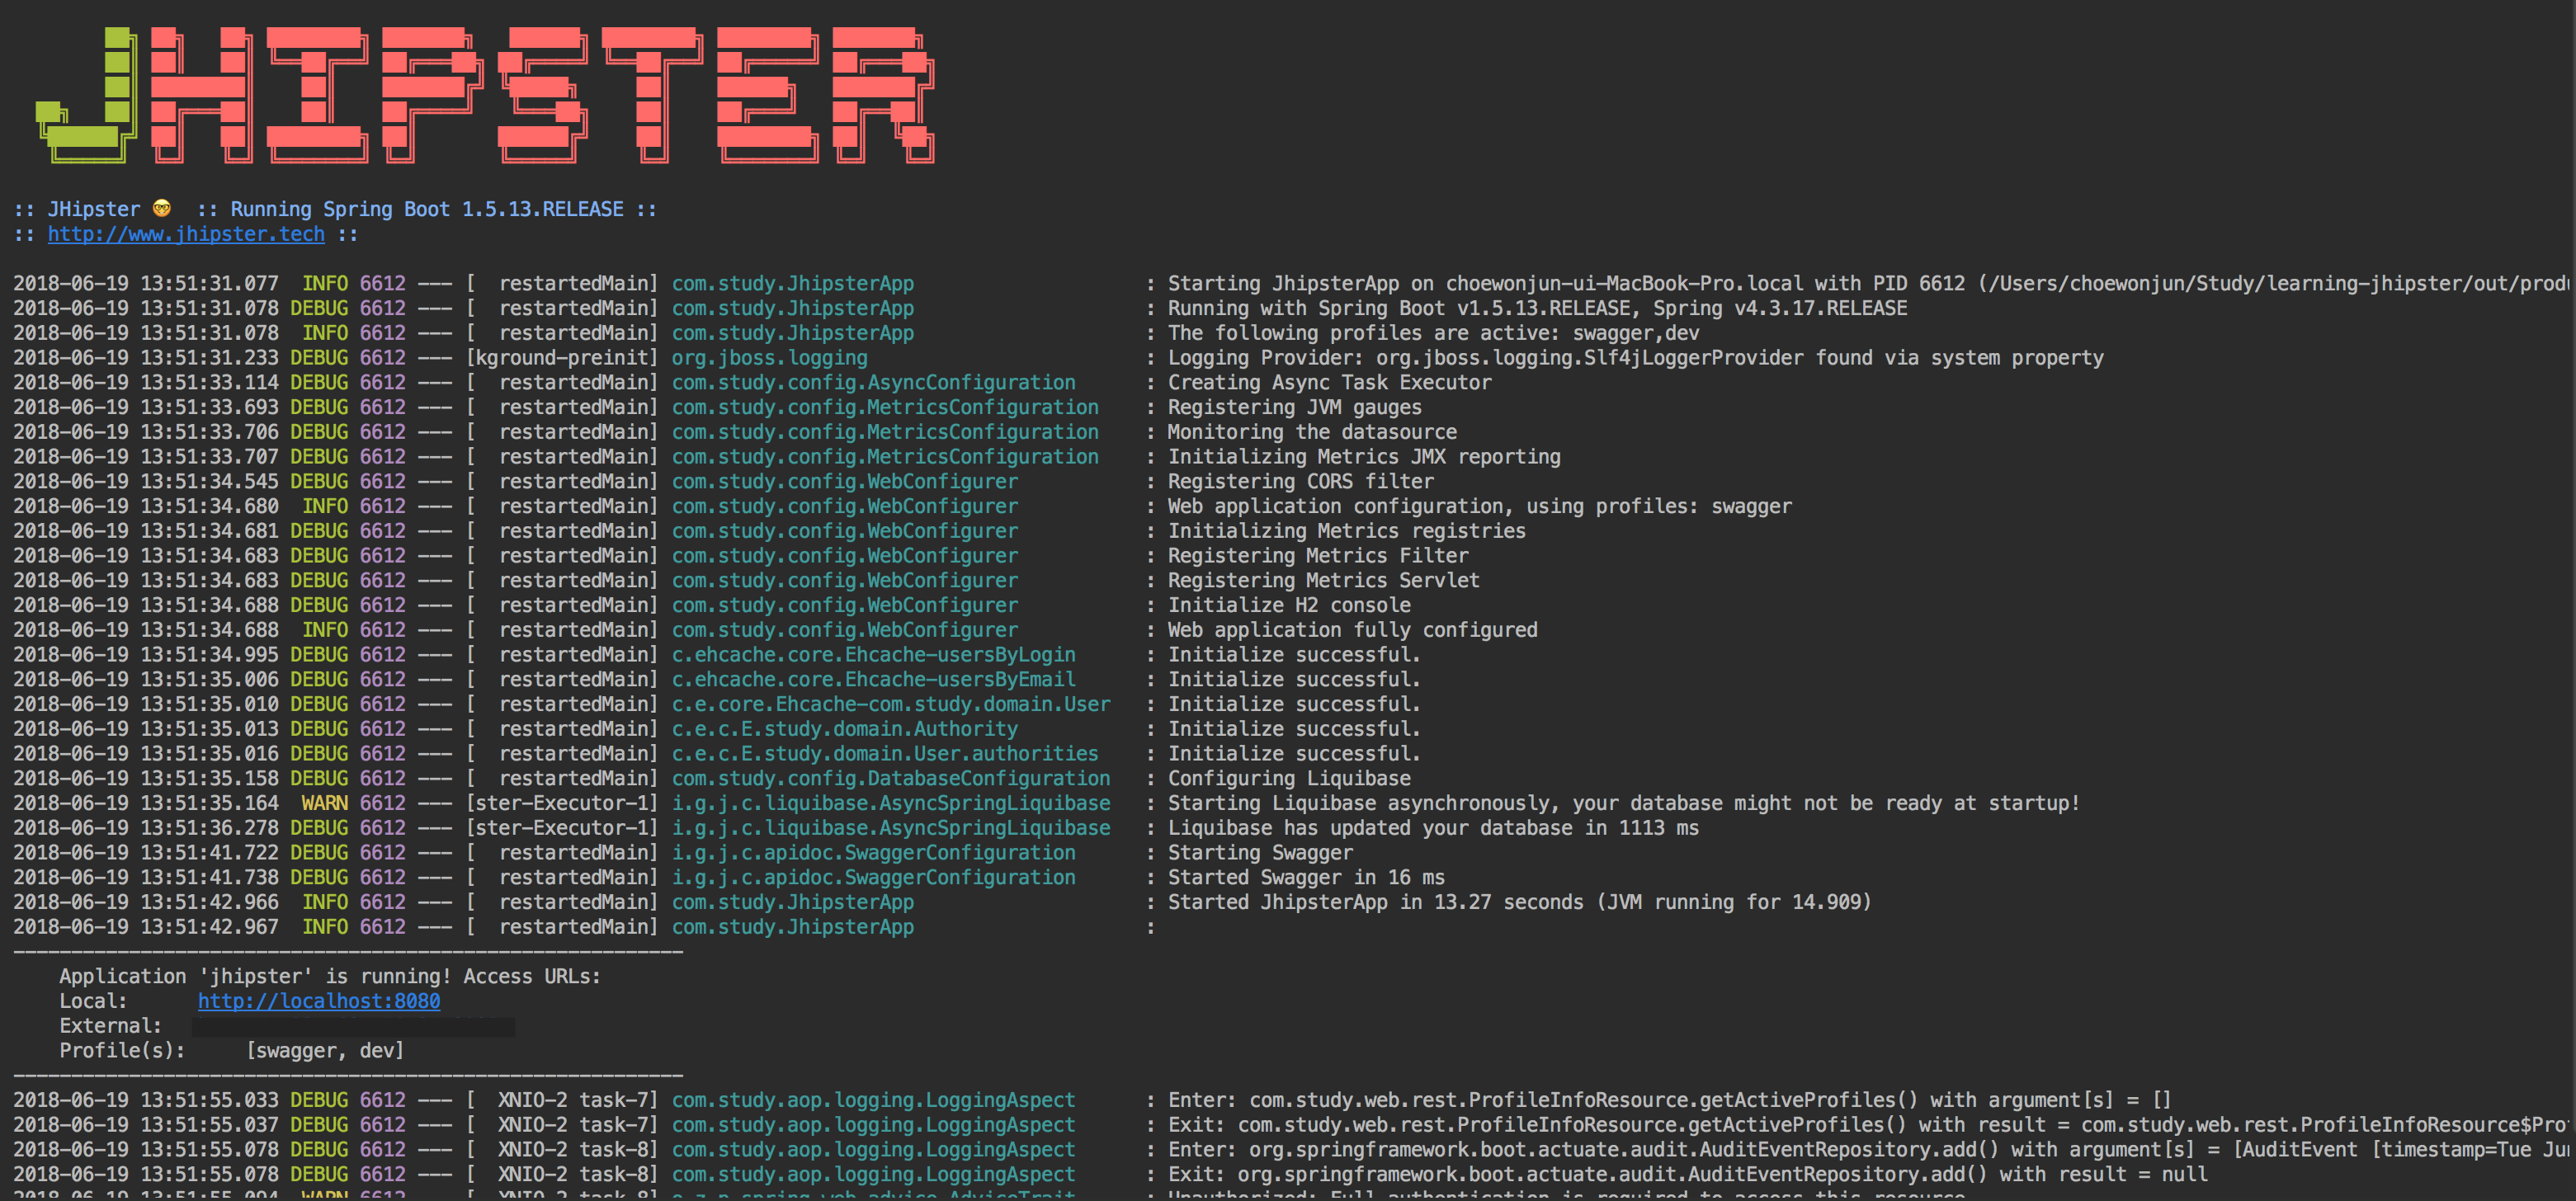 JHIPSTER
:: JHipster 🤓  :: Running Spring Boot 1.5.13.RELEASE ::
:: http://www.jhipster.tech ::
2018-06-19 13:51:31.077  INFO 6612 --- [  restartedMain] com.study.JhipsterApp                    : Starting JhipsterApp on choewonjun-ui-MacBook-Pro.local with PID 6612 (/Users/choewonjun/Study/learning-jhipster/out/produ
2018-06-19 13:51:31.078 DEBUG 6612 --- [  restartedMain] com.study.JhipsterApp                    : Running with Spring Boot v1.5.13.RELEASE, Spring v4.3.17.RELEASE
2018-06-19 13:51:31.078  INFO 6612 --- [  restartedMain] com.study.JhipsterApp                    : The following profiles are active: swagger,dev
2018-06-19 13:51:31.233 DEBUG 6612 --- [kground-preinit] org.jboss.logging                        : Logging Provider: org.jboss.logging.Slf4jLoggerProvider found via system property
2018-06-19 13:51:33.114 DEBUG 6612 --- [  restartedMain] com.study.config.AsyncConfiguration      : Creating Async Task Executor
2018-06-19 13:51:33.693 DEBUG 6612 --- [  restartedMain] com.study.config.MetricsConfiguration    : Registering JVM gauges
2018-06-19 13:51:33.706 DEBUG 6612 --- [  restartedMain] com.study.config.MetricsConfiguration    : Monitoring the datasource
2018-06-19 13:51:33.707 DEBUG 6612 --- [  restartedMain] com.study.config.MetricsConfiguration    : Initializing Metrics JMX reporting
2018-06-19 13:51:34.545 DEBUG 6612 --- [  restartedMain] com.study.config.WebConfigurer           : Registering CORS filter
2018-06-19 13:51:34.680  INFO 6612 --- [  restartedMain] com.study.config.WebConfigurer           : Web application configuration, using profiles: swagger
2018-06-19 13:51:34.681 DEBUG 6612 --- [  restartedMain] com.study.config.WebConfigurer           : Initializing Metrics registries
2018-06-19 13:51:34.683 DEBUG 6612 --- [  restartedMain] com.study.config.WebConfigurer           : Registering Metrics Filter
2018-06-19 13:51:34.683 DEBUG 6612 --- [  restartedMain] com.study.config.WebConfigurer           : Registering Metrics Servlet
2018-06-19 13:51:34.688 DEBUG 6612 --- [  restartedMain] com.study.config.WebConfigurer           : Initialize H2 console
2018-06-19 13:51:34.688  INFO 6612 --- [  restartedMain] com.study.config.WebConfigurer           : Web application fully configured
2018-06-19 13:51:34.995 DEBUG 6612 --- [  restartedMain] c.ehcache.core.Ehcache-usersByLogin      : Initialize successful.
2018-06-19 13:51:35.006 DEBUG 6612 --- [  restartedMain] c.ehcache.core.Ehcache-usersByEmail      : Initialize successful.
2018-06-19 13:51:35.010 DEBUG 6612 --- [  restartedMain] c.e.core.Ehcache-com.study.domain.User   : Initialize successful.
2018-06-19 13:51:35.013 DEBUG 6612 --- [  restartedMain] c.e.c.E.study.domain.Authority           : Initialize successful.
2018-06-19 13:51:35.016 DEBUG 6612 --- [  restartedMain] c.e.c.E.study.domain.User.authorities    : Initialize successful.
2018-06-19 13:51:35.158 DEBUG 6612 --- [  restartedMain] com.study.config.DatabaseConfiguration   : Configuring Liquibase
2018-06-19 13:51:35.164  WARN 6612 --- [ster-Executor-1] i.g.j.c.liquibase.AsyncSpringLiquibase   : Starting Liquibase asynchronously, your database might not be ready at startup!
2018-06-19 13:51:36.278 DEBUG 6612 --- [ster-Executor-1] i.g.j.c.liquibase.AsyncSpringLiquibase   : Liquibase has updated your database in 1113 ms
2018-06-19 13:51:41.722 DEBUG 6612 --- [  restartedMain] i.g.j.c.apidoc.SwaggerConfiguration      : Starting Swagger
2018-06-19 13:51:41.738 DEBUG 6612 --- [  restartedMain] i.g.j.c.apidoc.SwaggerConfiguration      : Started Swagger in 16 ms
2018-06-19 13:51:42.966  INFO 6612 --- [  restartedMain] com.study.JhipsterApp                    : Started JhipsterApp in 13.27 seconds (JVM running for 14.909)
2018-06-19 13:51:42.967  INFO 6612 --- [  restartedMain] com.study.JhipsterApp                    :
----------------------------------------------------------
Application 'jhipster' is running! Access URLs:
Local:      http://localhost:8080
External:
Profile(s):     [swagger, dev]
----------------------------------------------------------
2018-06-19 13:51:55.033 DEBUG 6612 --- [  XNIO-2 task-7] com.study.aop.logging.LoggingAspect      : Enter: com.study.web.rest.ProfileInfoResource.getActiveProfiles() with argument[s] = []
2018-06-19 13:51:55.037 DEBUG 6612 --- [  XNIO-2 task-7] com.study.aop.logging.LoggingAspect      : Exit: com.study.web.rest.ProfileInfoResource.getActiveProfiles() with result = com.study.web.rest.ProfileInfoResource$Pro
2018-06-19 13:51:55.078 DEBUG 6612 --- [  XNIO-2 task-8] com.study.aop.logging.LoggingAspect      : Enter: org.springframework.boot.actuate.audit.AuditEventRepository.add() with argument[s] = [AuditEvent [timestamp=Tue Ju
2018-06-19 13:51:55.078 DEBUG 6612 --- [  XNIO-2 task-8] com.study.aop.logging.LoggingAspect      : Exit: org.springframework.boot.actuate.audit.AuditEventRepository.add() with result = null
2018-06-19 13:51:55.094  WARN 6612 --- [  XNIO-2 task-8] o.z.p.spring.web.advice.AdviceTrait      : Unauthorized: Full authentication is required to access this resource